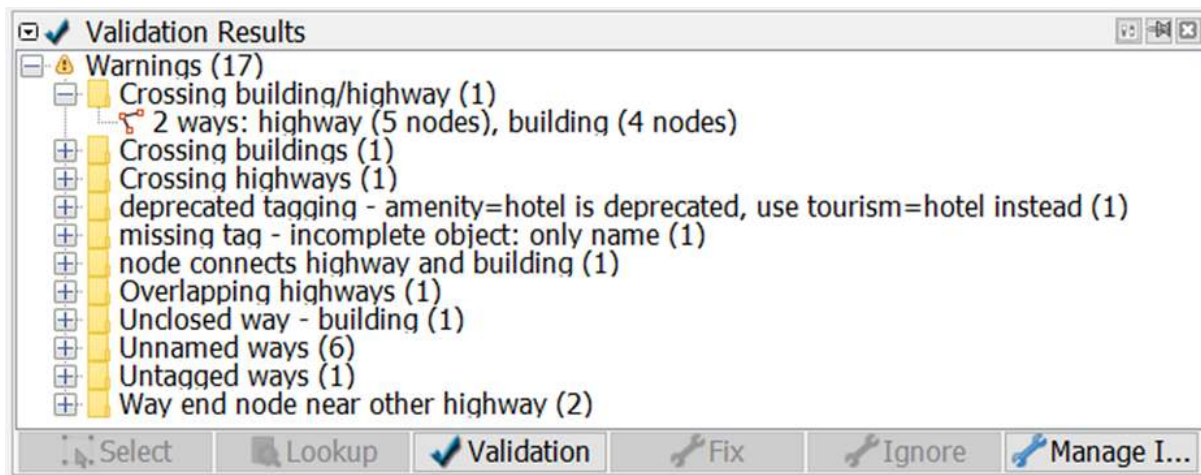 Validation Results
Warnings (17)
Crossing building/highway (1)
2 ways: highway (5 nodes), building (4 nodes)
Crossing buildings (1)
Crossing highways (1)
deprecated tagging - amenity=hotel is deprecated, use tourism=hotel instead (1)
missing tag - incomplete object: only name (1)
node connects highway and building (1)
Overlapping highways (1)
Unclosed way - building (1)
Unnamed ways (6)
Untagged ways (1)
Way end node near other highway (2)
Select Lookup Validation Fix Ignore Manage I...